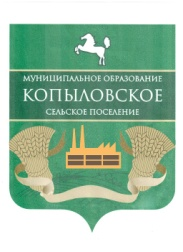 МУНИЦИПАЛЬНОЕ ОБРАЗОВАНИЕ
КОПЫЛОВСКОЕ
СЕЛЬСКОЕ ПОСЕЛЕНИЕ